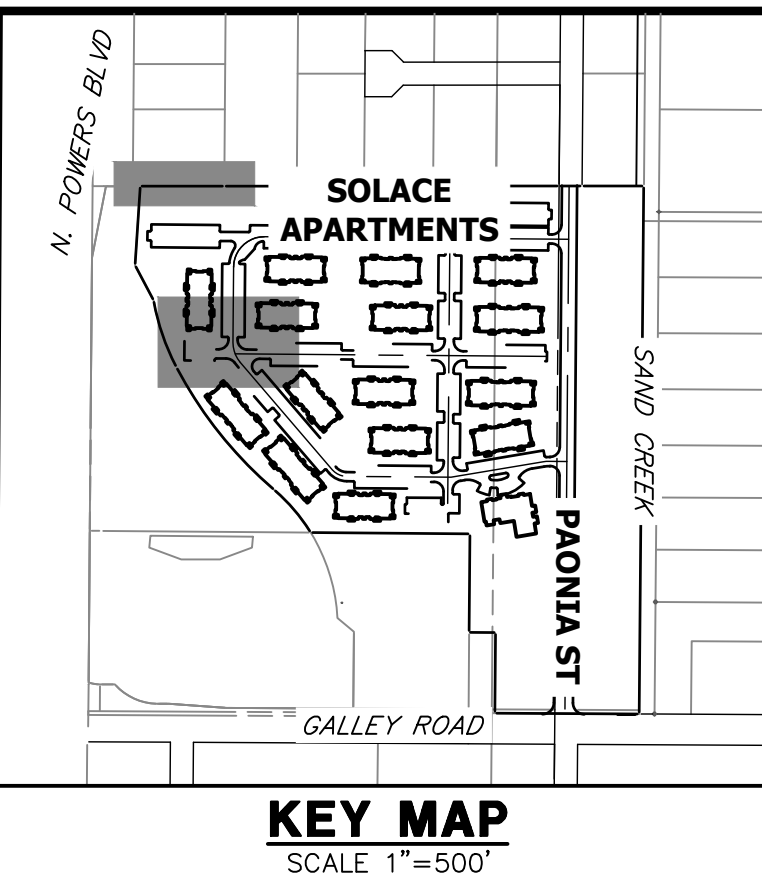 N. POWERS BLVD
SOLACE
APARTMENTS
SAND CREEK
PAONIA ST
GALLEY ROAD
KEY MAP
SCALE 1"=500'